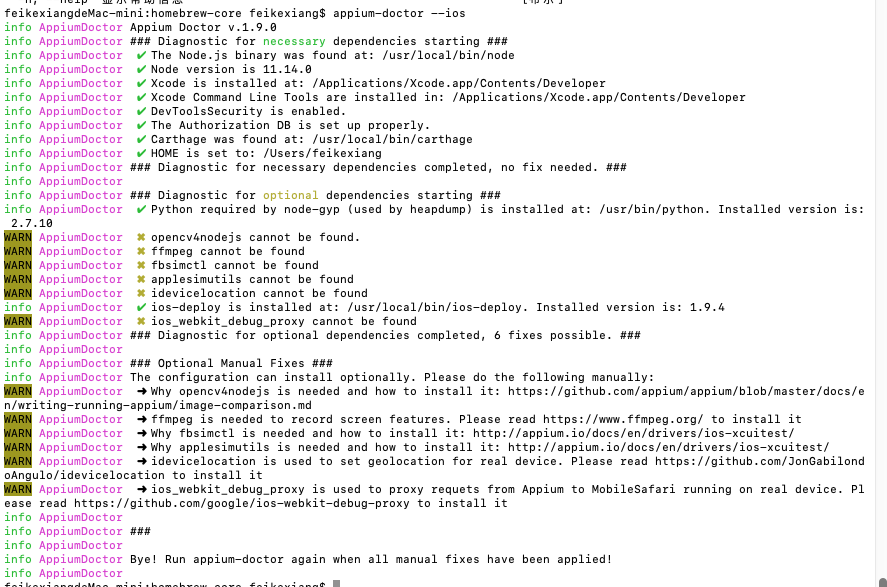 feikexiangdeMac-mini:homebrew-core feikexiang$ appium-doctor --ios
info AppiumDoctor Appium Doctor v.1.9.0
info AppiumDoctor ### Diagnostic for necessary dependencies starting ###
info AppiumDoctor  ✔ The Node.js binary was found at: /usr/local/bin/node
info AppiumDoctor  ✔ Node version is 11.14.0
info AppiumDoctor  ✔ Xcode is installed at: /Applications/Xcode.app/Contents/Developer
info AppiumDoctor  ✔ Xcode Command Line Tools are installed in: /Applications/Xcode.app/Contents/Developer
info AppiumDoctor  ✔ DevToolsSecurity is enabled.
info AppiumDoctor  ✔ The Authorization DB is set up properly.
info AppiumDoctor  ✔ Carthage was found at: /usr/local/bin/carthage
info AppiumDoctor  ✔ HOME is set to: /Users/feikexiang
info AppiumDoctor ### Diagnostic for necessary dependencies completed, no fix needed. ###
info AppiumDoctor
info AppiumDoctor ### Diagnostic for optional dependencies starting ###
info AppiumDoctor  ✔ Python required by node-gyp (used by heapdump) is installed at: /usr/bin/python. Installed version is:
 2.7.10
WARN AppiumDoctor  ✖ opencv4nodejs cannot be found.
WARN AppiumDoctor  ✖ ffmpeg cannot be found
WARN AppiumDoctor  ✖ fbsimctl cannot be found
WARN AppiumDoctor  ✖ applesimutils cannot be found
WARN AppiumDoctor  ✖ idevicelocation cannot be found
info AppiumDoctor  ✔ ios-deploy is installed at: /usr/local/bin/ios-deploy. Installed version is: 1.9.4
WARN AppiumDoctor  ✖ ios_webkit_debug_proxy cannot be found
info AppiumDoctor ### Diagnostic for optional dependencies completed, 6 fixes possible. ###
info AppiumDoctor
info AppiumDoctor ### Optional Manual Fixes ###
info AppiumDoctor The configuration can install optionally. Please do the following manually:
WARN AppiumDoctor  ➜ Why opencv4nodejs is needed and how to install it: https://github.com/appium/appium/blob/master/docs/e
n/writing-running-appium/image-comparison.md
WARN AppiumDoctor  ➜ ffmpeg is needed to record screen features. Please read https://www.ffmpeg.org/ to install it
WARN AppiumDoctor  ➜ Why fbsimctl is needed and how to install it: http://appium.io/docs/en/drivers/ios-xcuitest/
WARN AppiumDoctor  ➜ Why applesimutils is needed and how to install it: http://appium.io/docs/en/drivers/ios-xcuitest/
WARN AppiumDoctor  ➜ idevicelocation is used to set geolocation for real device. Please read https://github.com/JonGabilond
oAngulo/idevicelocation to install it
WARN AppiumDoctor  ➜ ios_webkit_debug_proxy is used to proxy requets from Appium to MobileSafari running on real device. Pl
ease read https://github.com/google/ios-webkit-debug-proxy to install it
info AppiumDoctor
info AppiumDoctor ###
info AppiumDoctor
info AppiumDoctor Bye! Run appium-doctor again when all manual fixes have been applied!
info AppiumDoctor
feikexiangdeMac-mini:homebrew-core feikexiang$